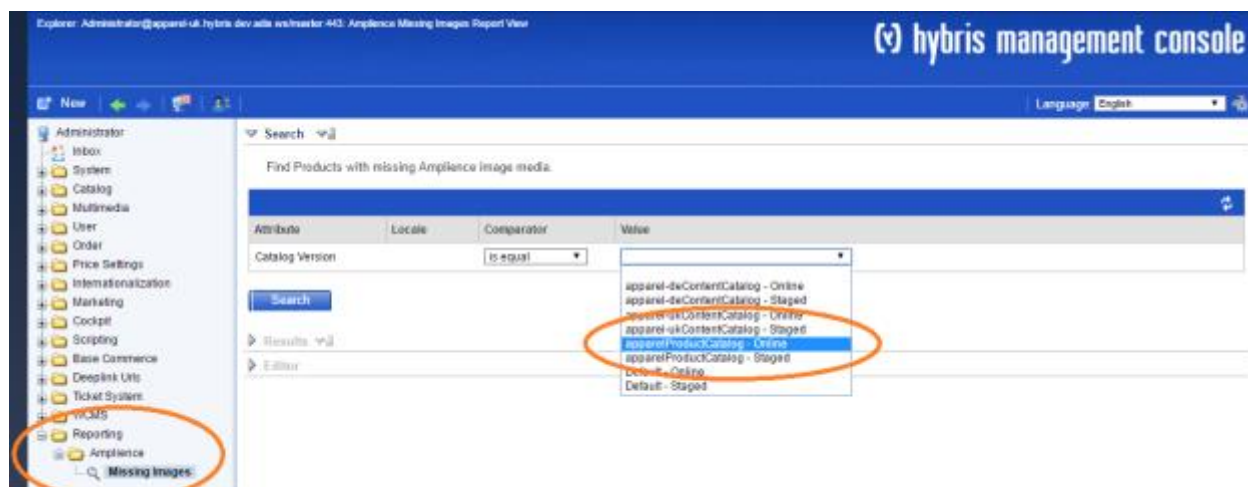 Explorer: Administrator@apparel-uk.hybris.dev.adis.ws/master 443: Amplience Missing Images Report View
(y) hybris management console
New
Language English
Administrator
Inbox
System
Catalog
Multimedia
User
Order
Price Settings
Internationalization
Marketing
Cockpit
Scripting
Base Commerce
Deeplink Urls
Ticket System
WCMS
Reporting
Amplience
Missing Images
Search
Find Products with missing Amplience image media.
Attribute Locale Comparator Value
Catalog Version is equal
apparel-deContentCatalog - Online
apparel-deContentCatalog - Staged
apparel-ukContentCatalog - Online
apparel-ukContentCatalog - Staged
apparelProductCatalog - Online
apparelProductCatalog - Staged
Default - Online
Default - Staged
Search
Results
Editor